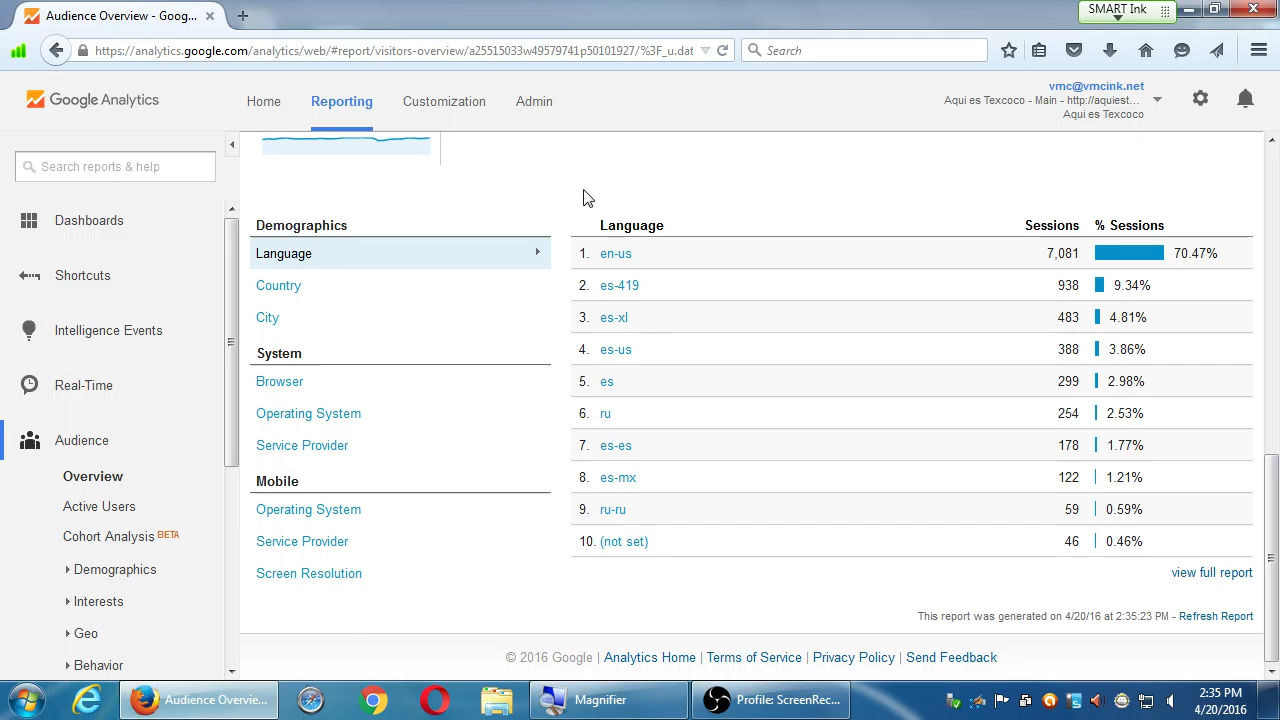 Audience Overview - Goog...
SMART Ink
https://analytics.google.com/analytics/web/#report/visitors-overview/a25515033w49579741p50101927/%3F_u.dat
Search
Google Analytics
Home
Reporting
Customization
Admin
vmc@vmcink.net
Aqui es Texcoco - Main - http://aquiest...
Aqui es Texcoco
Search reports & help
Dashboards
Shortcuts
Intelligence Events
Real-Time
Audience
Overview
Active Users
Cohort Analysis BETA
Demographics
Interests
Geo
Behavior
Demographics
Language
Country
City
System
Browser
Operating System
Service Provider
Mobile
Operating System
Service Provider
Screen Resolution
Language Sessions % Sessions
1. en-us 7,081 70.47%
2. es-419 938 9.34%
3. es-xl 483 4.81%
4. es-us 388 3.86%
5. es 299 2.98%
6. ru 254 2.53%
7. es-es 178 1.77%
8. es-mx 122 1.21%
9. ru-ru 59 0.59%
10. (not set) 46 0.46%
view full report
This report was generated on 4/20/16 at 2:35:23 PM - Refresh Report
© 2016 Google | Analytics Home | Terms of Service | Privacy Policy | Send Feedback
Audience Overvie...
Magnifier
Profile: ScreenRec...
2:35 PM
4/20/2016